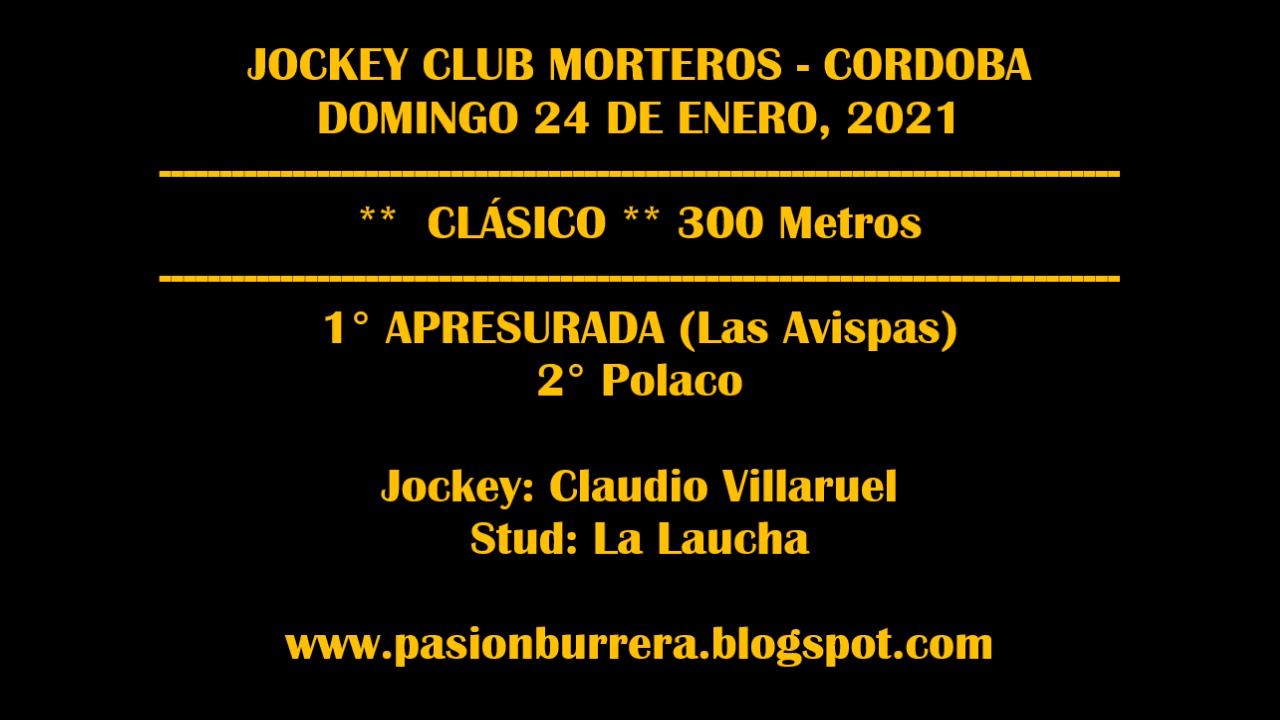 JOCKEY CLUB MORTEROS - CORDOBA
DOMINGO 24 DE ENERO, 2021
** CLÁSICO ** 300 Metros
1° APRESURADA (Las Avispas)
2° Polaco
Jockey: Claudio Villaruel
Stud: La Laucha
www.pasionburrera.blogspot.com